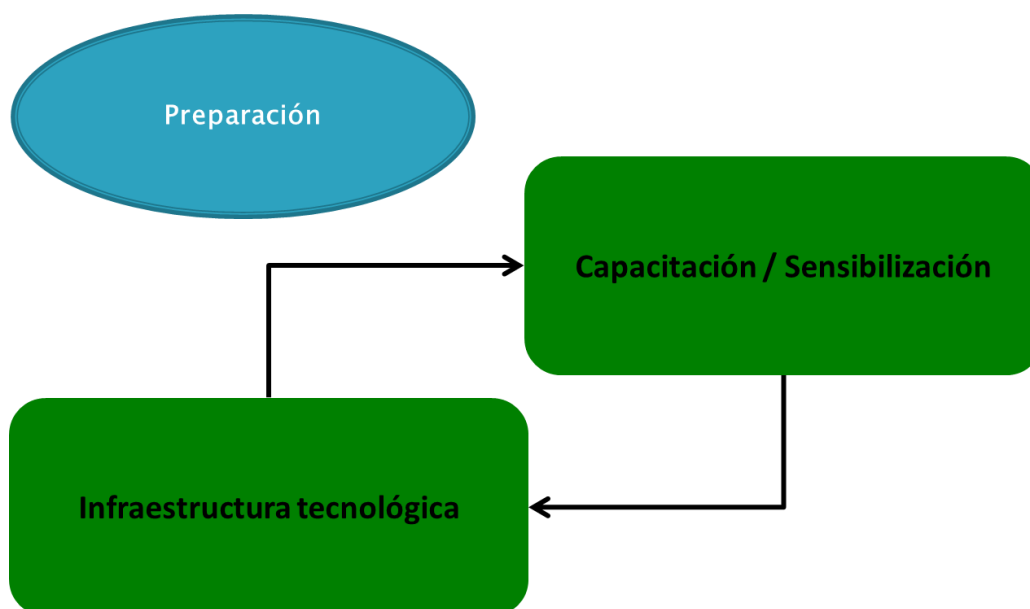 Preparación
Capacitación / Sensibilización
Infraestructura tecnológica